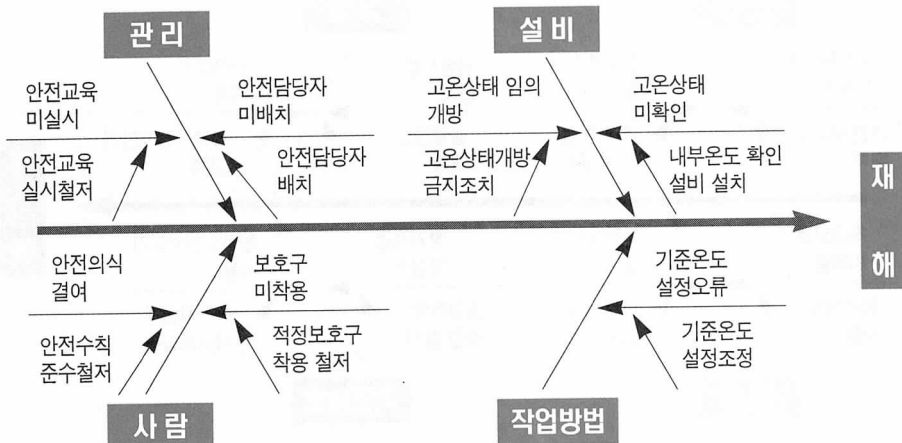 관 리
설 비
안전교육
미실시
안전담당자
미배치
고온상태 임의
개방
고온상태
미확인
안전교육
실시철저
안전담당자
배치
고온상태개방
금지조치
내부온도 확인
설비 설치
재
해
안전의식
결여
보호구
미착용
기준온도
설정오류
안전수칙
준수철저
적정보호구
착용 철저
기준온도
설정조정
사 람
작업방법